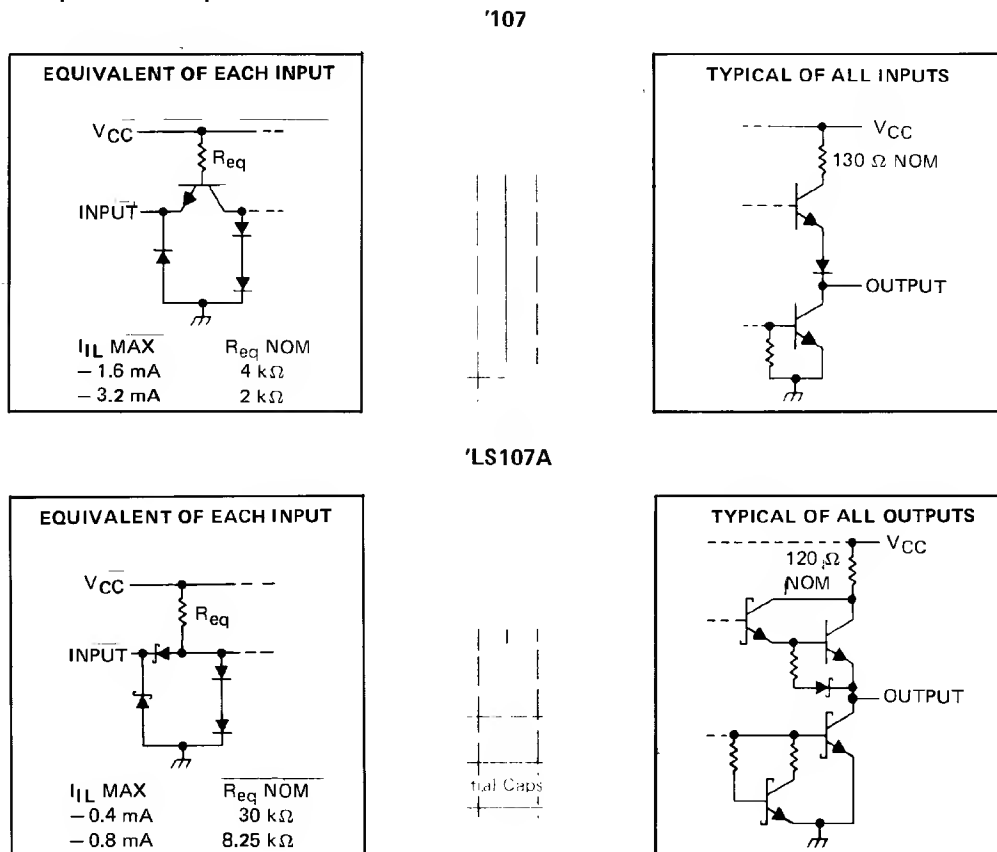 '107
EQUIVALENT OF EACH INPUT
VCC
Req
INPUT
IIL MAX Req NOM
− 1.6 mA 4 kΩ
− 3.2 mA 2 kΩ
TYPICAL OF ALL INPUTS
VCC
130 Ω NOM
OUTPUT
'LS107A
EQUIVALENT OF EACH INPUT
VCC
Req
INPUT
IIL MAX Req NOM
− 0.4 mA 30 kΩ
− 0.8 mA 8.25 kΩ
Caps
TYPICAL OF ALL OUTPUTS
VCC
120 Ω
NOM
OUTPUT